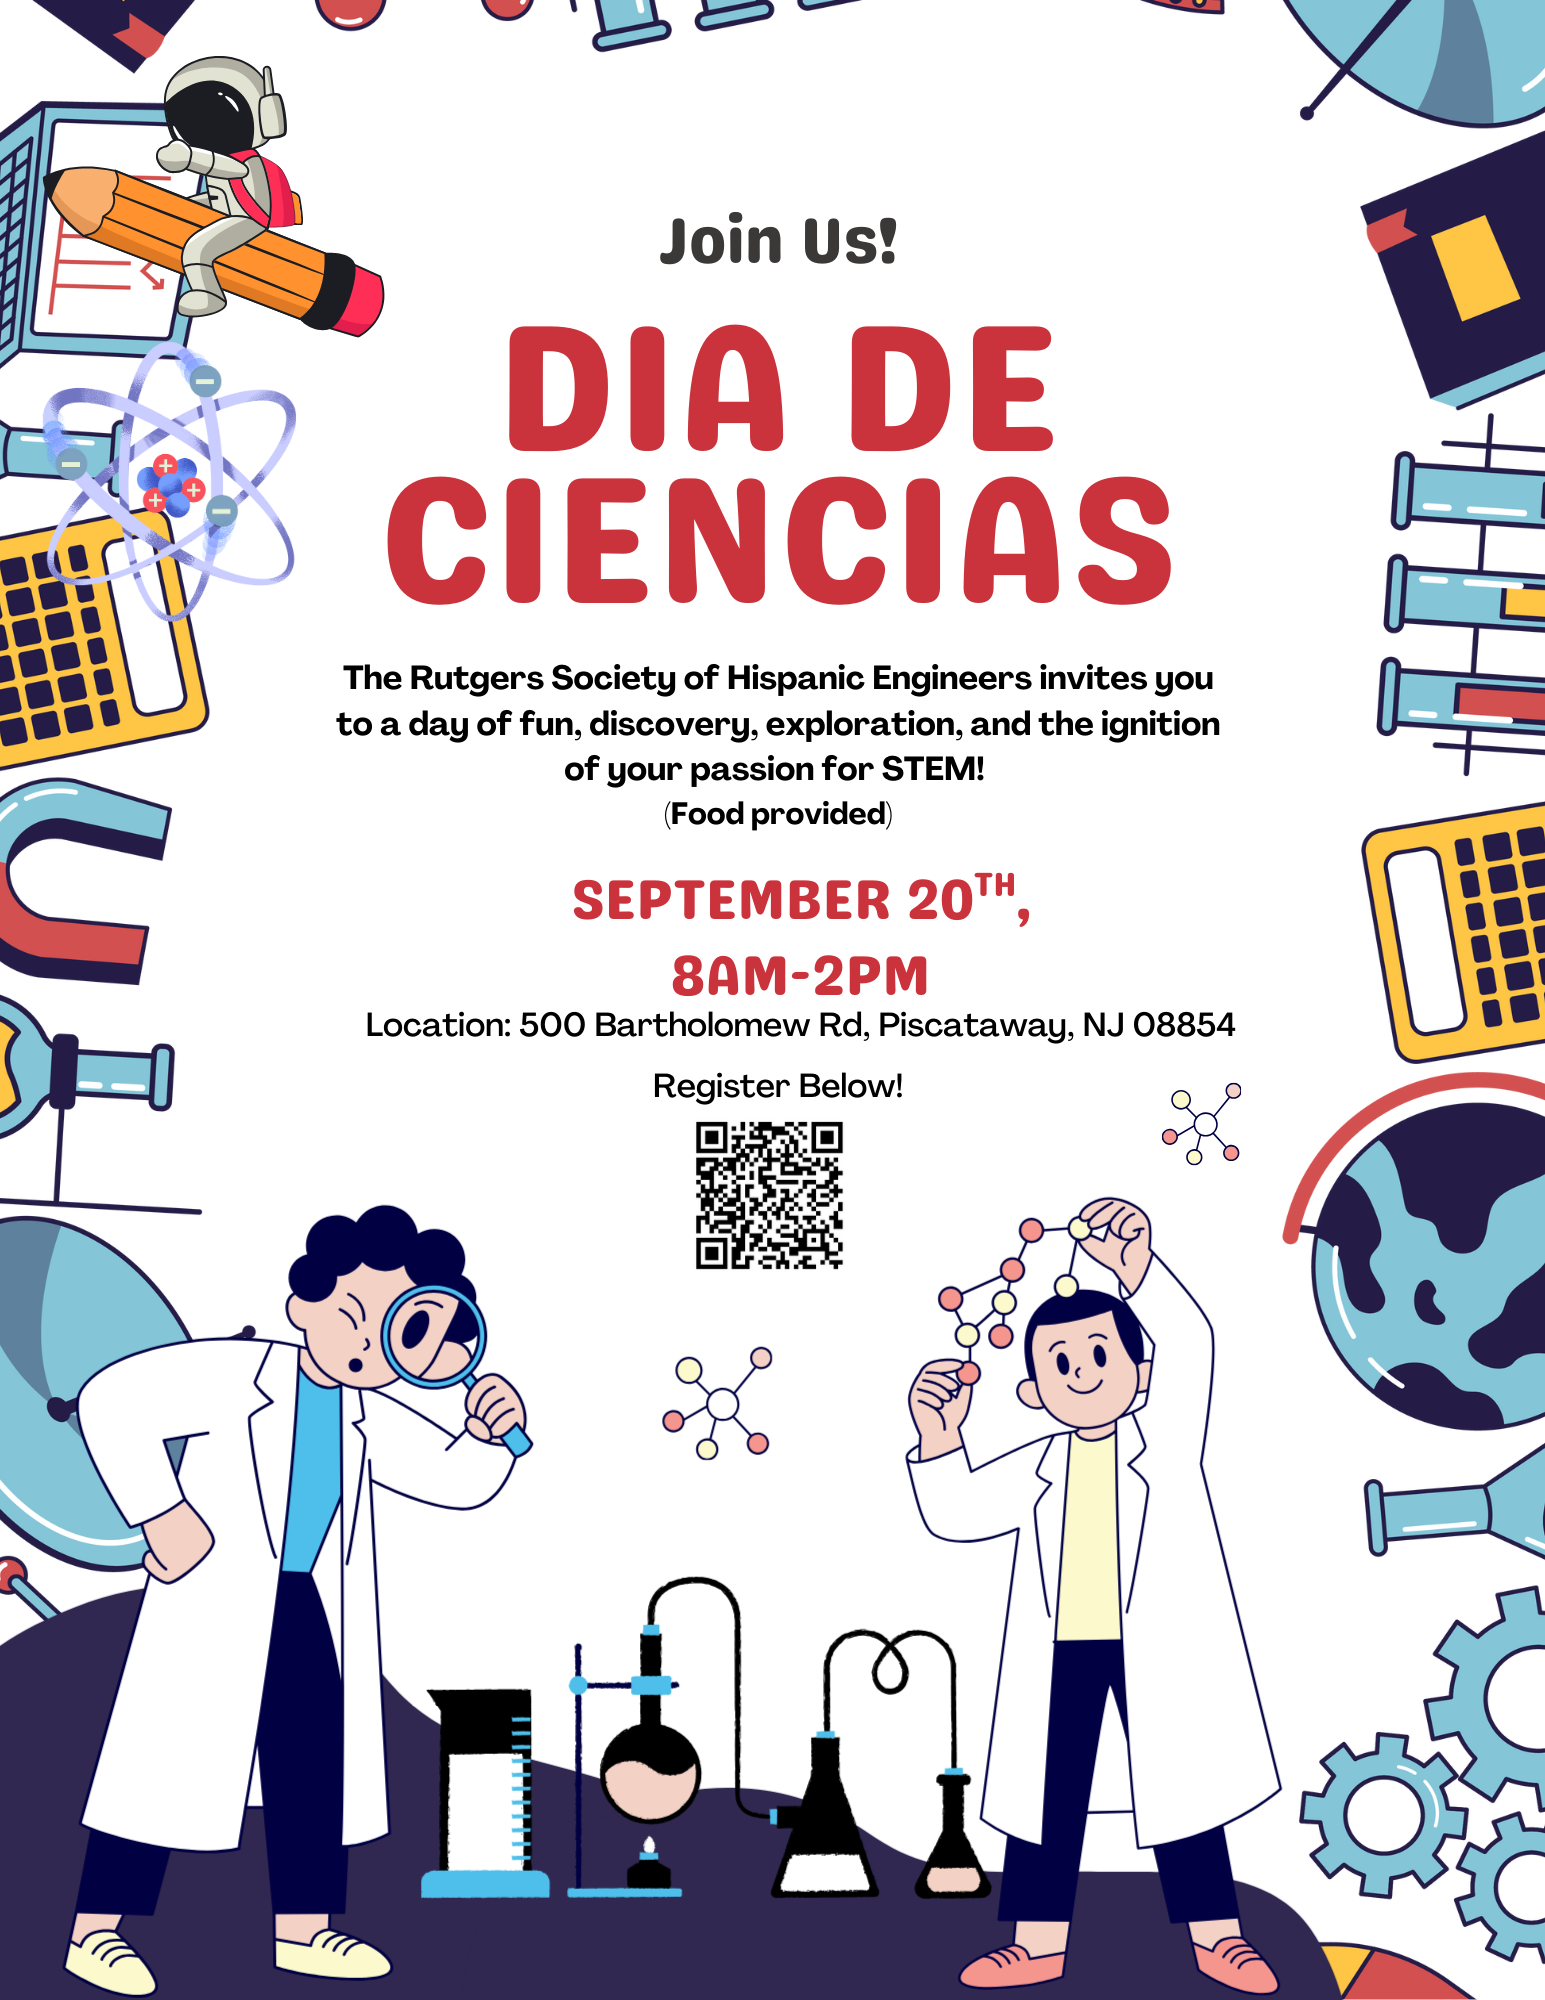 Join Us!
DIA DE
CIENCIAS
The Rutgers Society of Hispanic Engineers invites you
to a day of fun, discovery, exploration, and the ignition
of your passion for STEM!
(Food provided)
SEPTEMBER 20TH,
8AM-2PM
Location: 500 Bartholomew Rd, Piscataway, NJ 08854
Register Below!